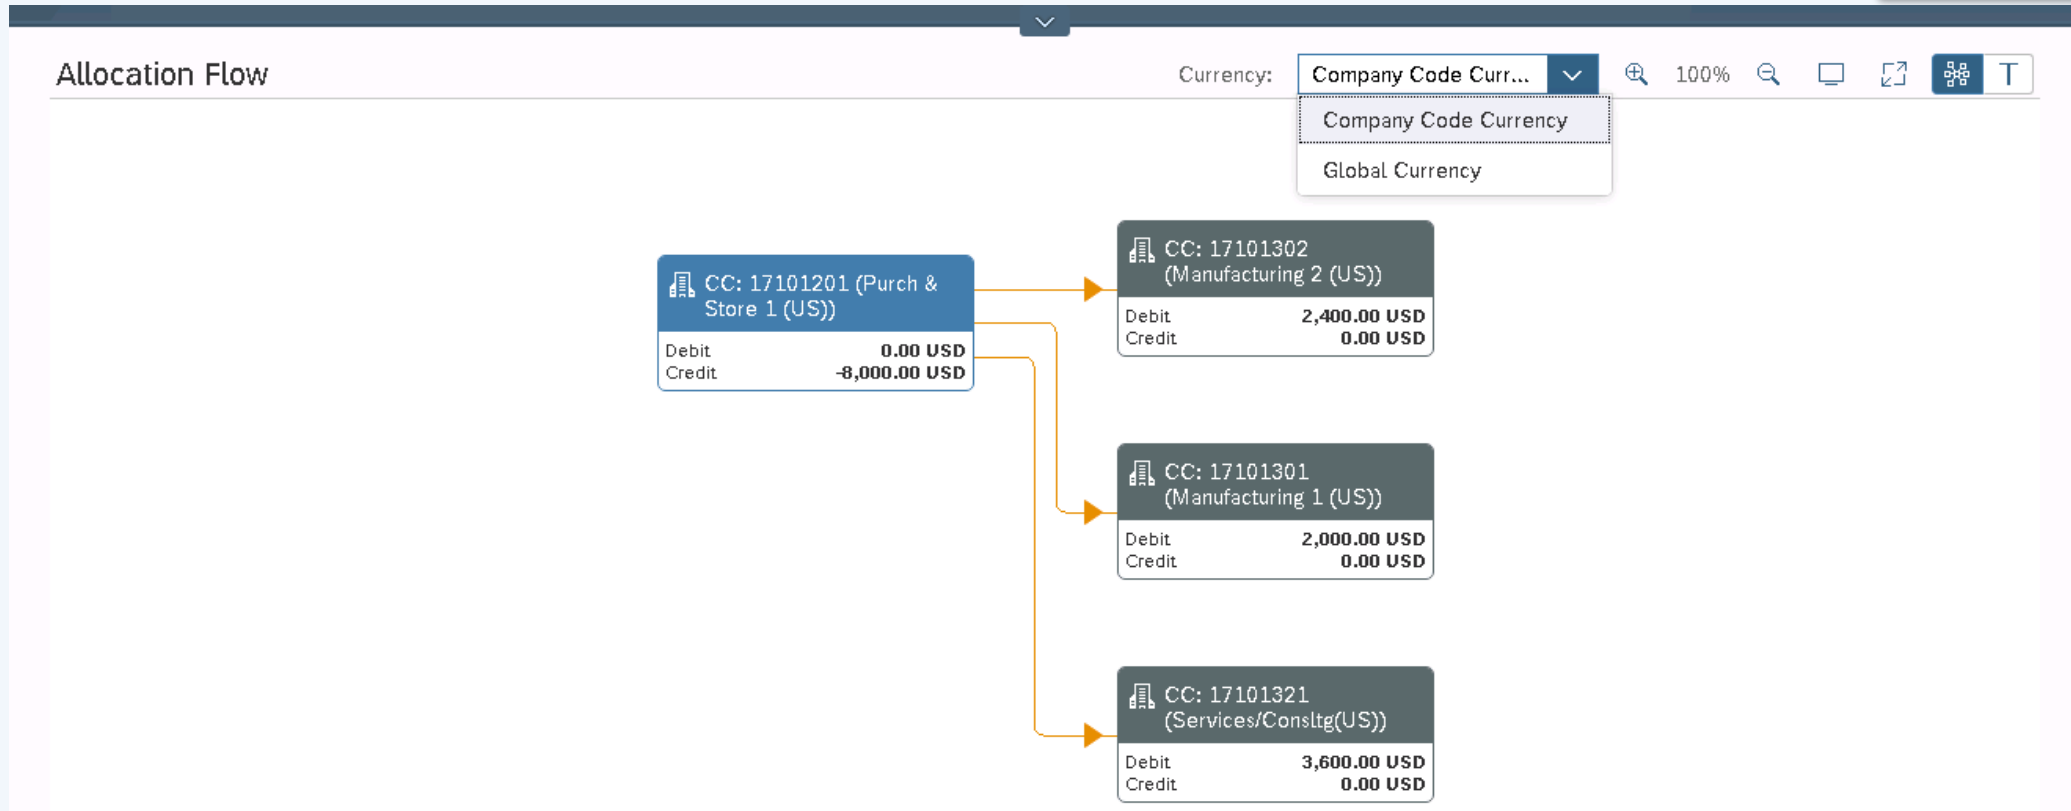 Allocation Flow
Currency:
Company Code Curr...
100%
T
Company Code Currency
Global Currency
CC: 17101201 (Purch &
Store 1 (US))
Debit 0.00 USD
Credit -8,000.00 USD
CC: 17101302
(Manufacturing 2 (US))
Debit 2,400.00 USD
Credit 0.00 USD
CC: 17101301
(Manufacturing 1 (US))
Debit 2,000.00 USD
Credit 0.00 USD
CC: 17101321
(Services/Consltg(US))
Debit 3,600.00 USD
Credit 0.00 USD